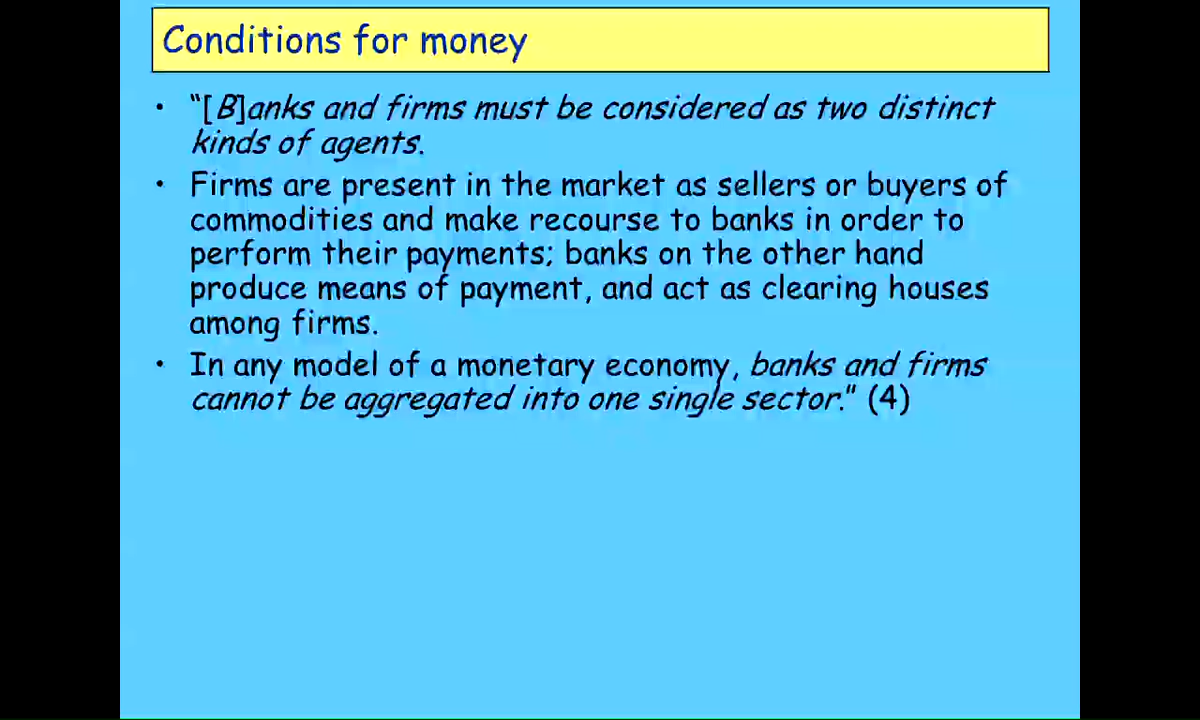 Conditions for money
• “[B]anks and firms must be considered as two distinct
kinds of agents.
• Firms are present in the market as sellers or buyers of
commodities and make recourse to banks in order to
perform their payments; banks on the other hand
produce means of payment, and act as clearing houses
among firms.
• In any model of a monetary economy, banks and firms
cannot be aggregated into one single sector.” (4)